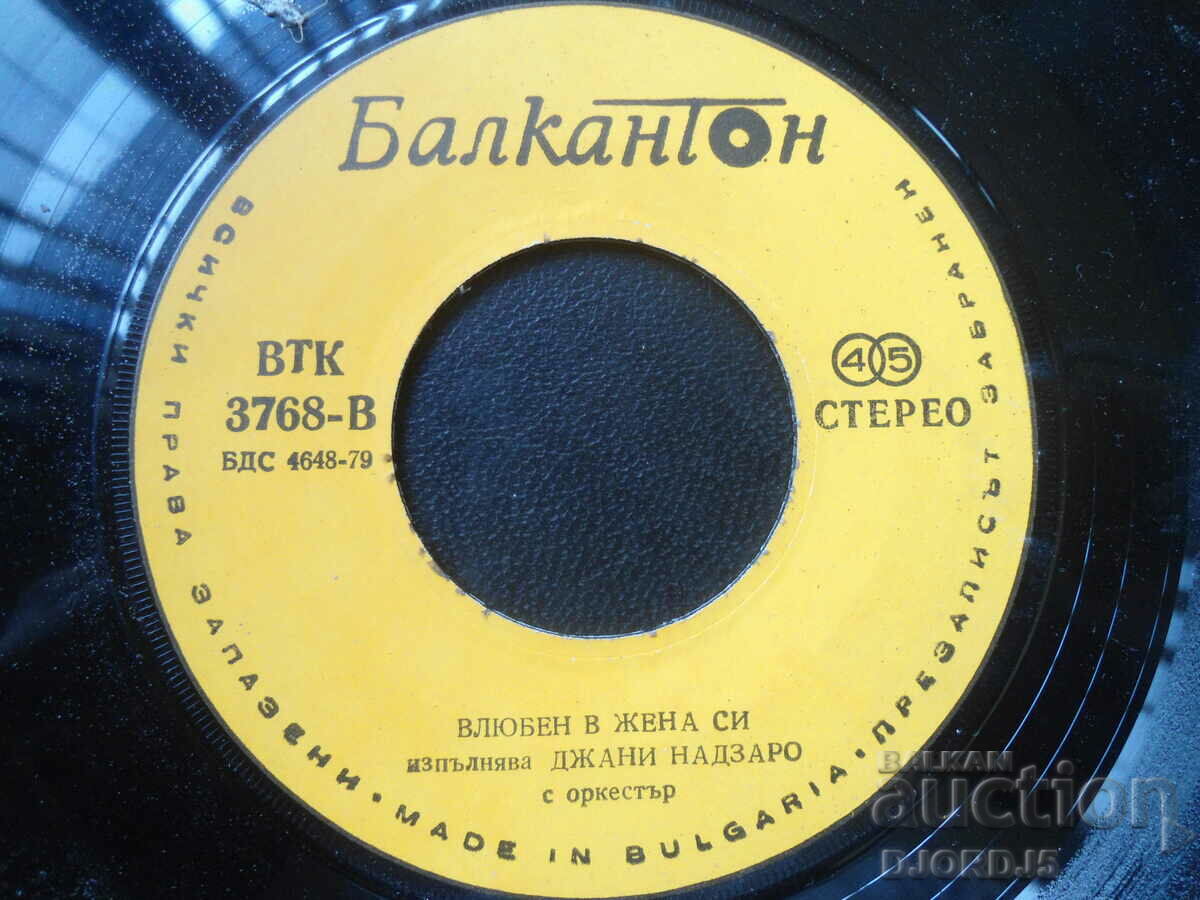 Балкантон
ВТК
3768-В
БДС 4648-79
45
СТЕРЕО
ВЛЮБЕН В ЖЕНА СИ
изпълнява ДЖАНИ НАДЗАРО
с оркестър
ВСИЧКИ ПРАВА ЗАПАЗЕНИ • MADE IN BULGARIA • ПРЕЗАПИСЪТ ЗАБРАНЕН
BALKAN
auction
DJORDJ5